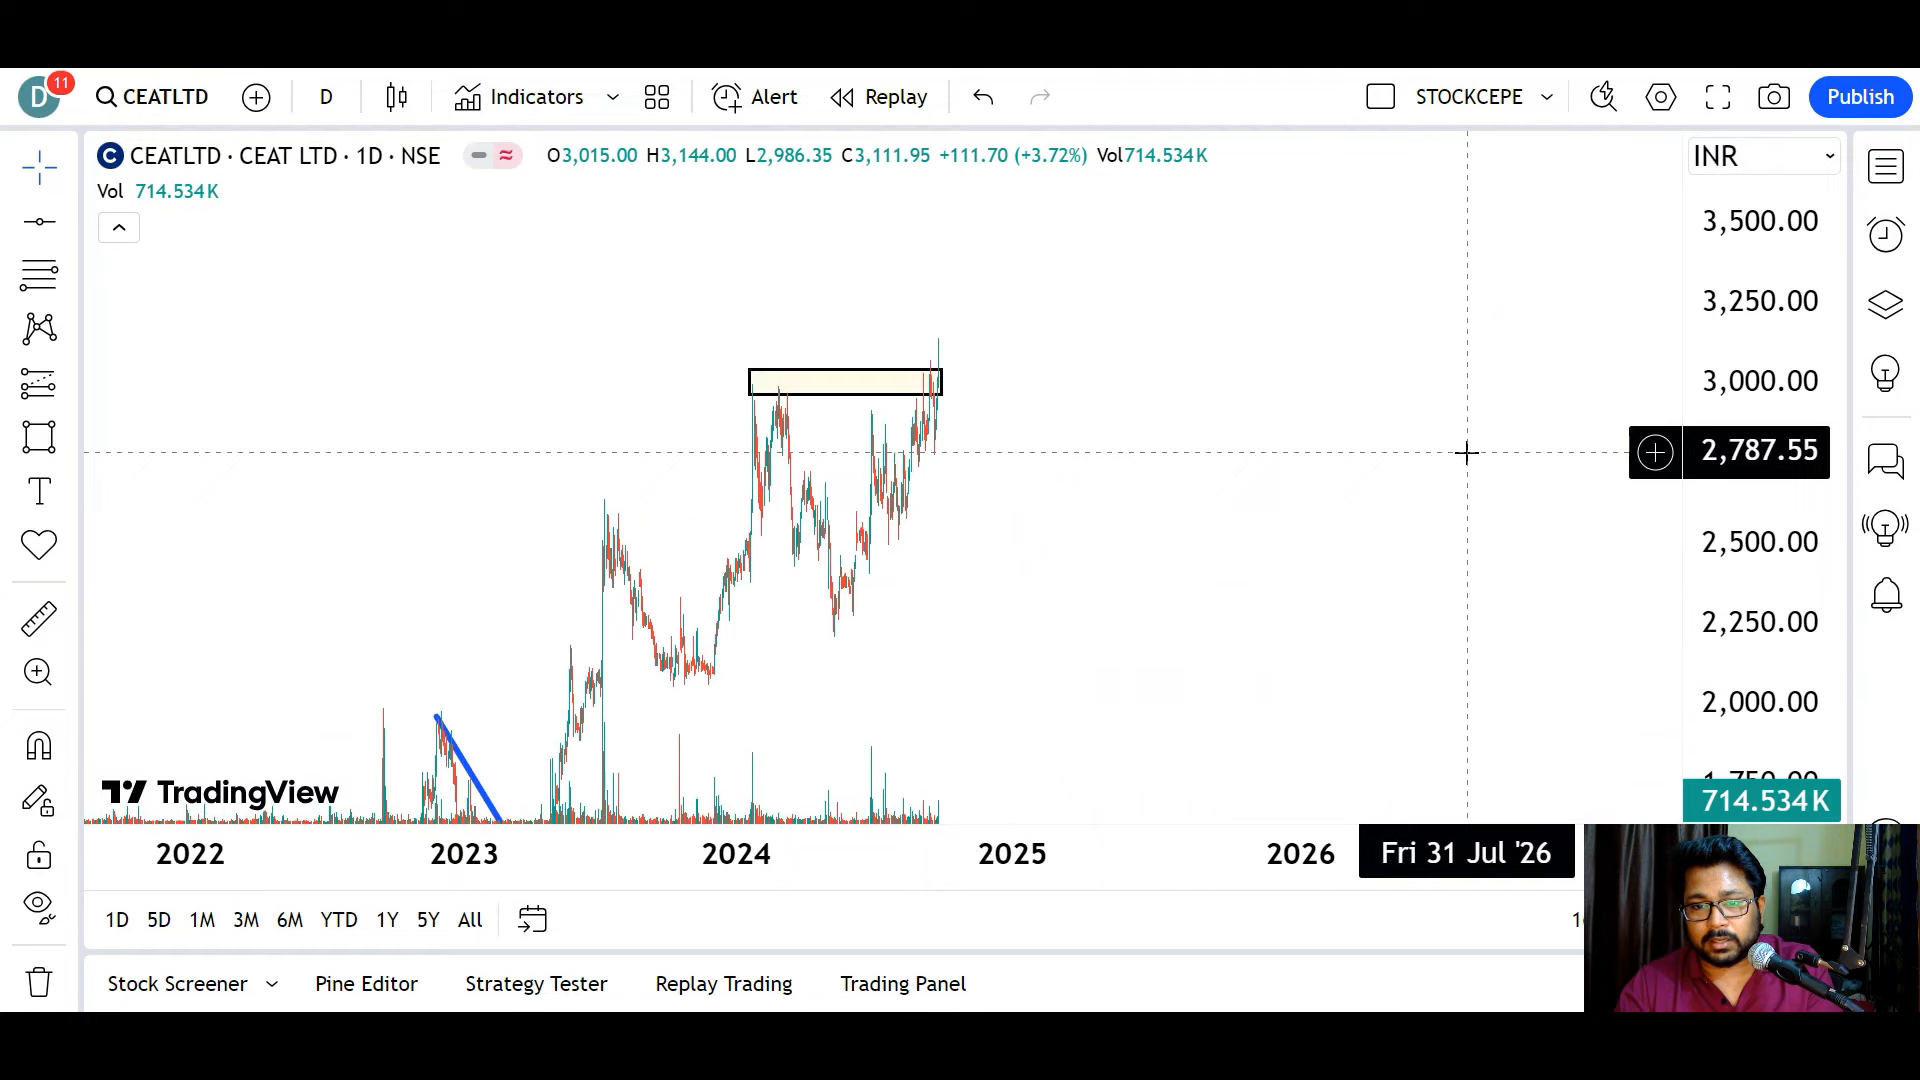 D 11 CEATLTD D Indicators Alert Replay STOCKCEPE Publish
C CEATLTD · CEAT LTD · 1D · NSE O3,015.00 H3,144.00 L2,986.35 C3,111.95 +111.70 (+3.72%) Vol714.534K INR
Vol 714.534K
3,500.00
3,250.00
3,000.00
2,787.55
2,500.00
2,250.00
2,000.00
1,750.00
TradingView
714.534K
2022 2023 2024 2025 2026 Fri 31 Jul '26
1D 5D 1M 3M 6M YTD 1Y 5Y All
Stock Screener Pine Editor Strategy Tester Replay Trading Trading Panel